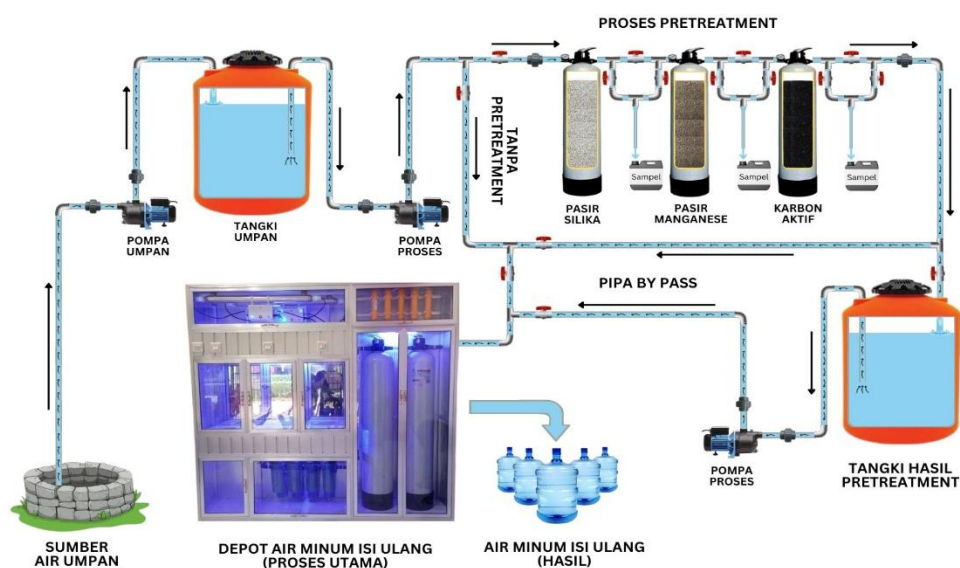 PROSES PRETREATMENT
TANPA
PRETREATMENT
Sampel
Sampel
Sampel
PASIR
SILIKA
PASIR
MANGANESE
KARBON
AKTIF
POMPA
UMPAN
TANGKI
UMPAN
POMPA
PROSES
PIPA BY PASS
POMPA
PROSES
TANGKI HASIL
PRETREATMENT
SUMBER
AIR UMPAN
DEPOT AIR MINUM ISI ULANG
(PROSES UTAMA)
AIR MINUM ISI ULANG
(HASIL)